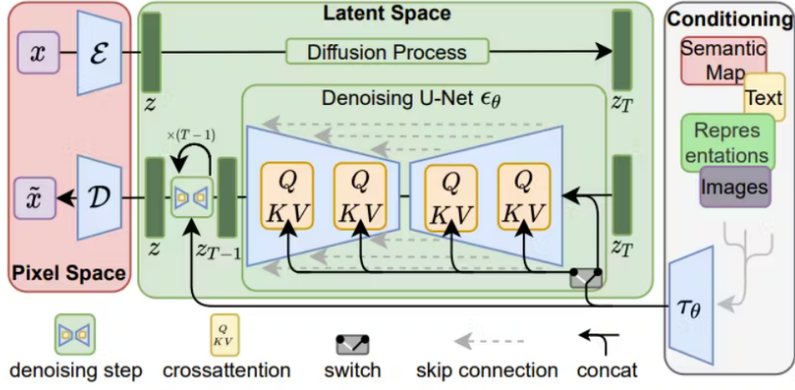 Latent Space
Conditioning
x
ℰ
Diffusion Process
z
z_T
Semantic
Map
Text
Denoising U-Net ϵ_θ
Repres
entations
Images
×(T−1)
x̃
D
Q
KV
Q
KV
Q
KV
Q
KV
z
z_{T−1}
z_T
Pixel Space
τ_θ
Q
KV
denoising step
crossattention
switch
skip connection
concat